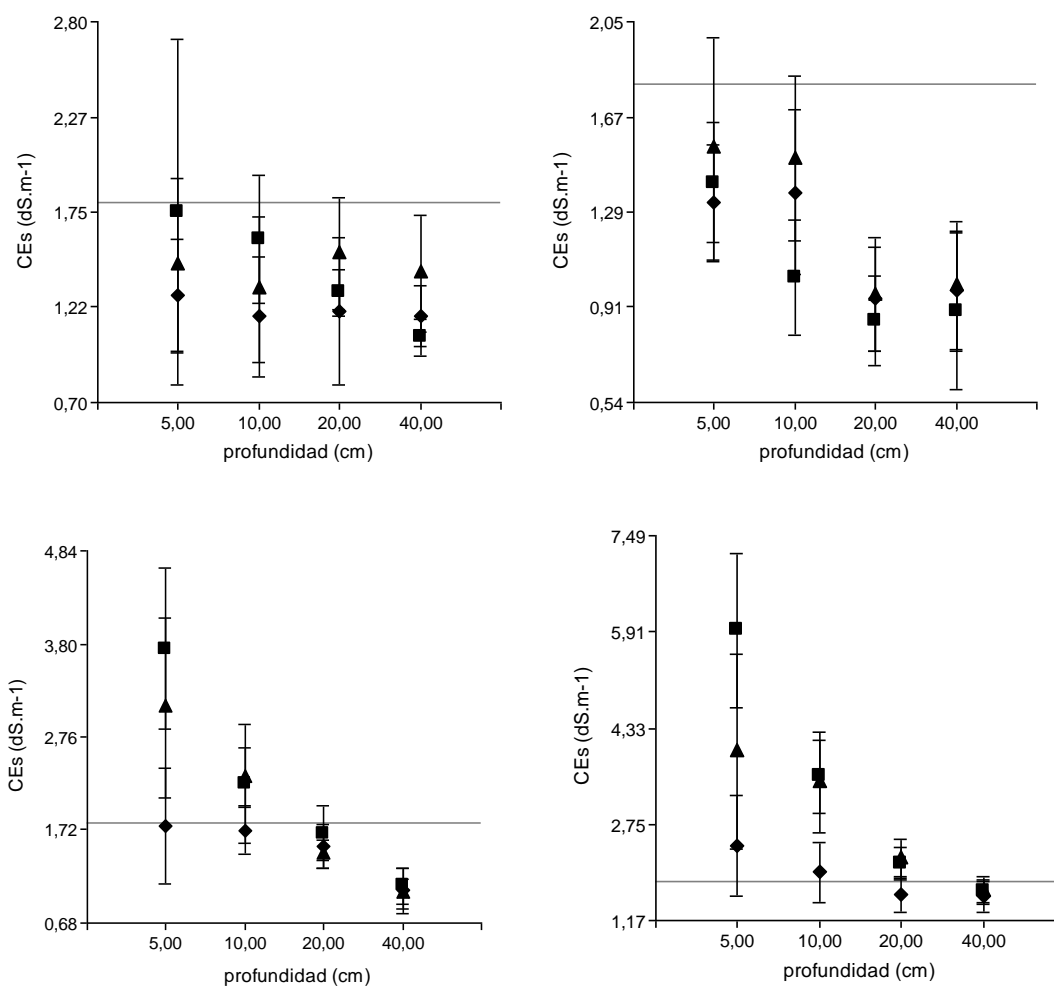 2,80
2,27
1,75
1,22
0,70
CEs (dS.m-1)
5,00 10,00 20,00 40,00
profundidad (cm)
2,05
1,67
1,29
0,91
0,54
CEs (dS.m-1)
5,00 10,00 20,00 40,00
profundidad (cm)
4,84
3,80
2,76
1,72
0,68
CEs (dS.m-1)
5,00 10,00 20,00 40,00
profundidad (cm)
7,49
5,91
4,33
2,75
1,17
CEs (dS.m-1)
5,00 10,00 20,00 40,00
profundidad (cm)